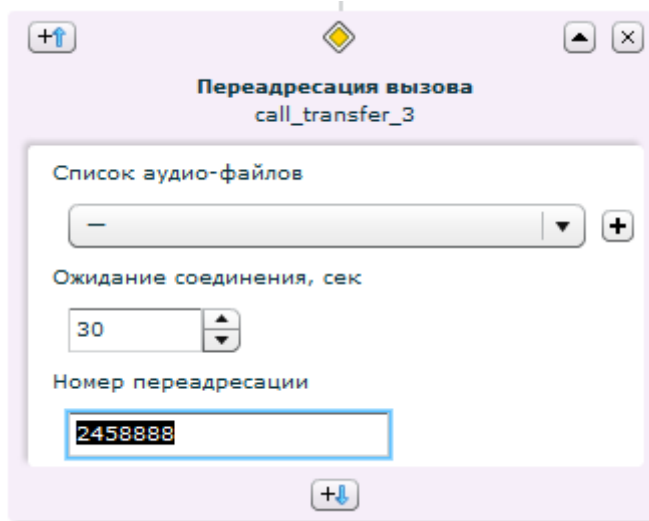 Переадресация вызова
call_transfer_3
Список аудио-файлов
—
Ожидание соединения, сек
30
Номер переадресации
2458888